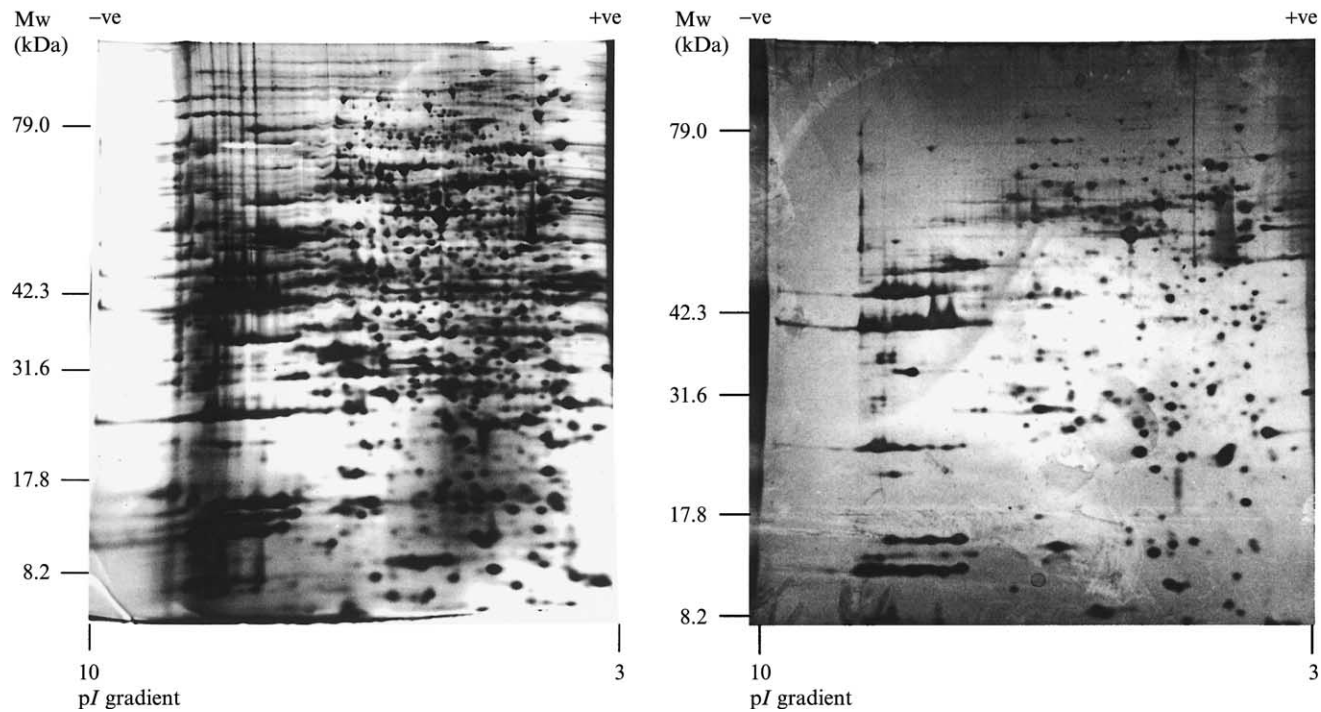 Mw
(kDa)
−ve
+ve
79.0
42.3
31.6
17.8
8.2
10
3
pI gradient
Mw
(kDa)
−ve
+ve
79.0
42.3
31.6
17.8
8.2
10
3
pI gradient